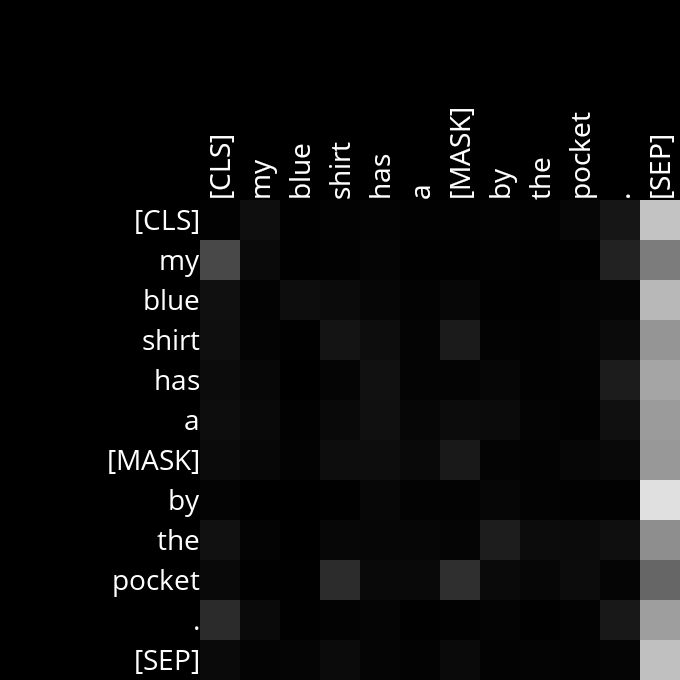 [CLS] my blue shirt has a [MASK] by the pocket . [SEP]
[CLS]
my
blue
shirt
has
a
[MASK]
by
the
pocket
.
[SEP]